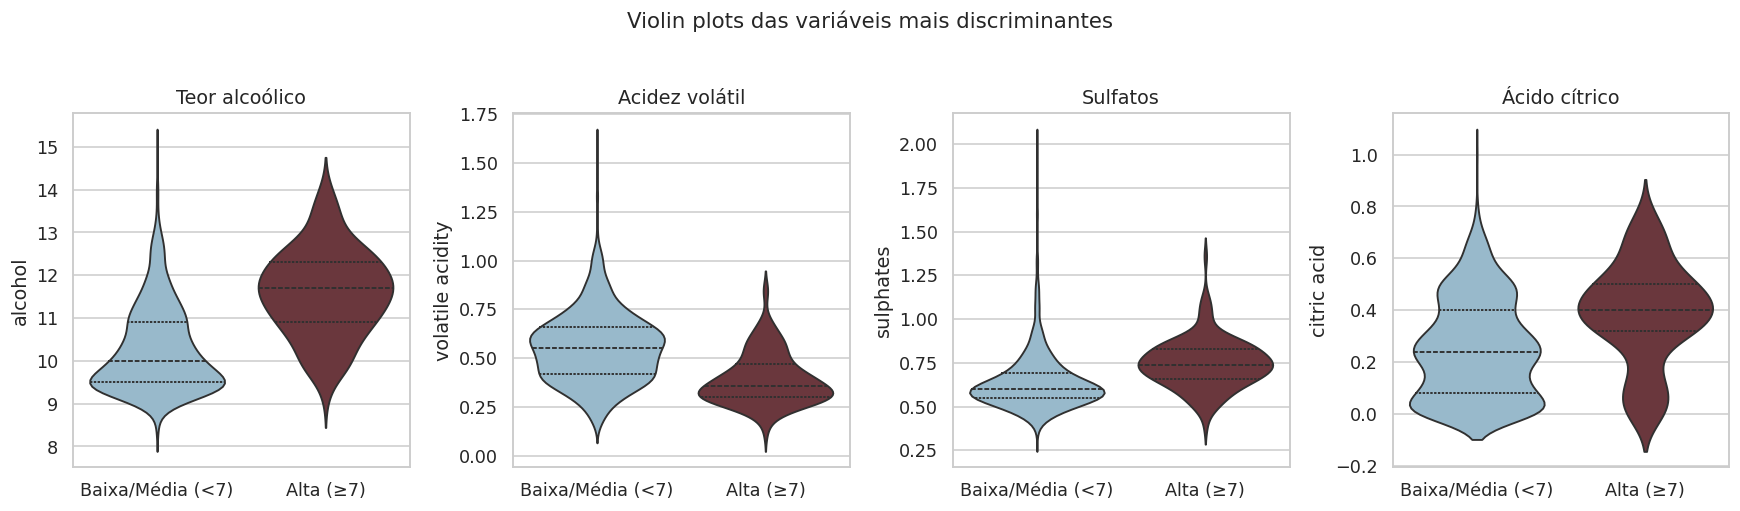 Violin plots das variáveis mais discriminantes
Teor alcoólico
alcohol
15
14
13
12
11
10
9
8
Baixa/Média (<7)
Alta (≥7)
Acidez volátil
volatile acidity
1.75
1.50
1.25
1.00
0.75
0.50
0.25
0.00
Baixa/Média (<7)
Alta (≥7)
Sulfatos
sulphates
2.00
1.75
1.50
1.25
1.00
0.75
0.50
0.25
Baixa/Média (<7)
Alta (≥7)
Ácido cítrico
citric acid
1.0
0.8
0.6
0.4
0.2
0.0
−0.2
Baixa/Média (<7)
Alta (≥7)